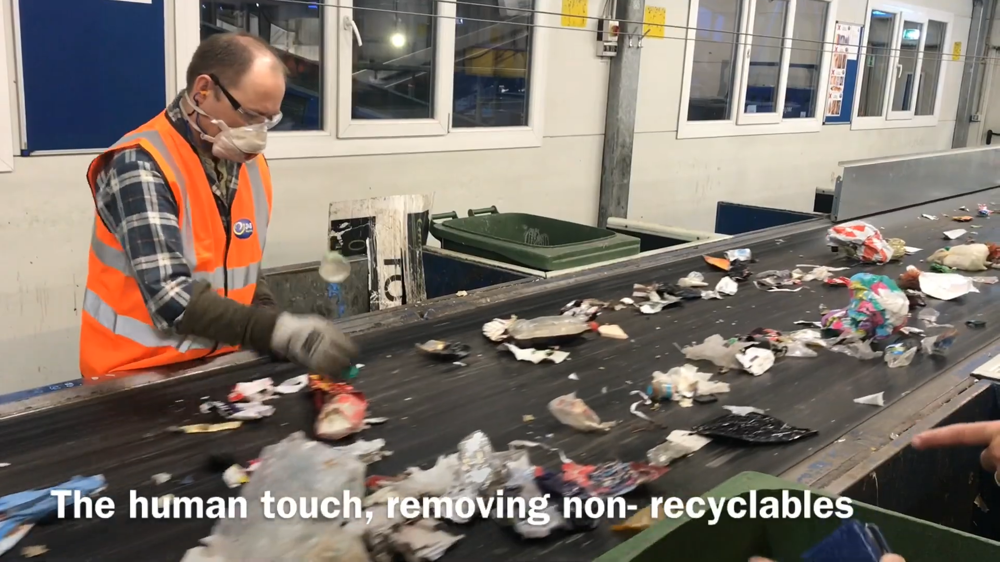 The human touch, removing non- recyclables